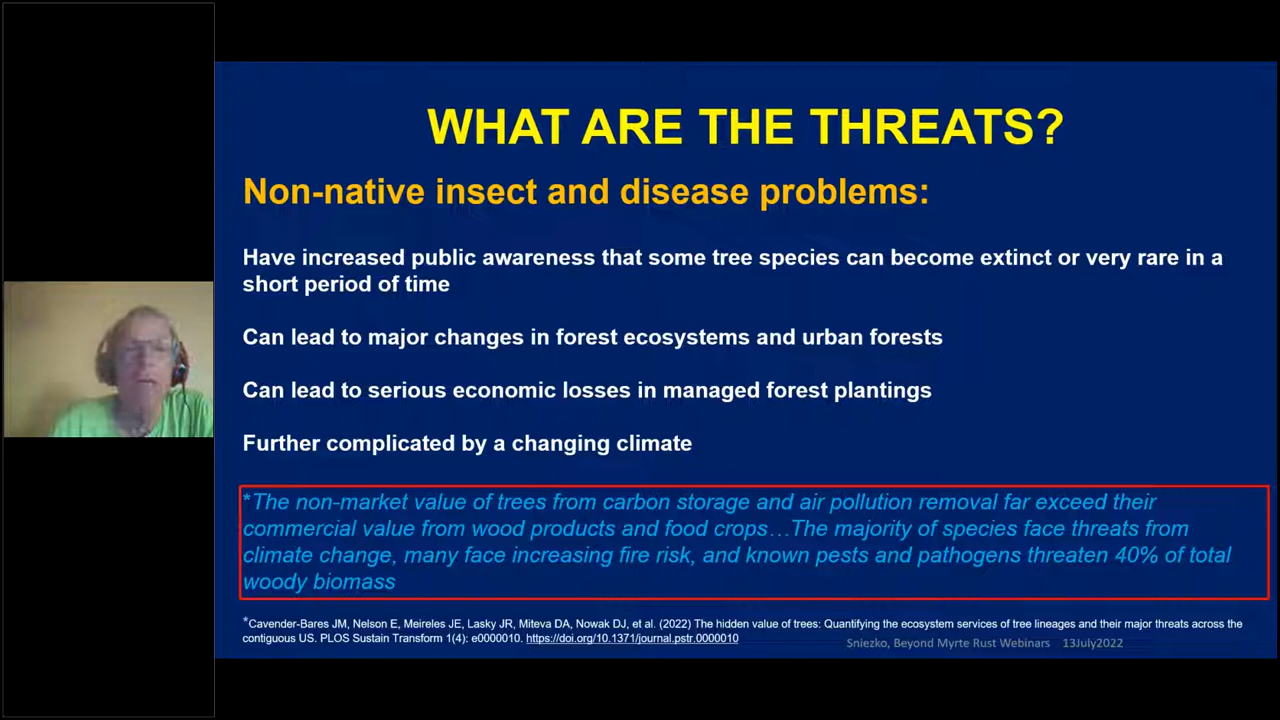 WHAT ARE THE THREATS?
Non-native insect and disease problems:
Have increased public awareness that some tree species can become extinct or very rare in a
short period of time
Can lead to major changes in forest ecosystems and urban forests
Can lead to serious economic losses in managed forest plantings
Further complicated by a changing climate
*The non-market value of trees from carbon storage and air pollution removal far exceed their
commercial value from wood products and food crops…The majority of species face threats from
climate change, many face increasing fire risk, and known pests and pathogens threaten 40% of total
woody biomass
*Cavender-Bares JM, Nelson E, Meireles JE, Lasky JR, Miteva DA, Nowak DJ, et al. (2022) The hidden value of trees: Quantifying the ecosystem services of tree lineages and their major threats across the
contiguous US. PLOS Sustain Transform 1(4): e0000010. https://doi.org/10.1371/journal.pstr.0000010
Sniezko, Beyond Myrte Rust Webinars 13July2022